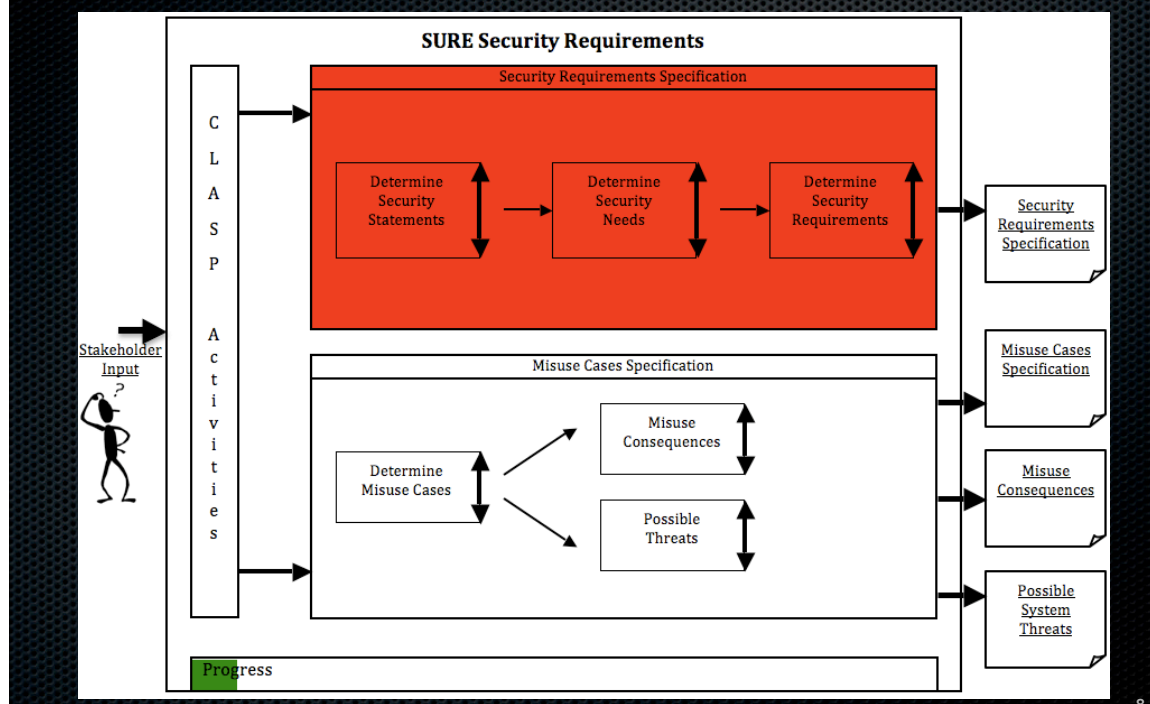 SURE Security Requirements
C
L
A
S
P
A
c
t
i
v
i
t
i
e
s
Security Requirements Specification
Determine
Security
Statements
Determine
Security
Needs
Determine
Security
Requirements
Security
Requirements
Specification
Stakeholder
Input
?
Misuse Cases Specification
Determine
Misuse Cases
Misuse
Consequences
Possible
Threats
Misuse Cases
Specification
Misuse
Consequences
Possible
System
Threats
Progress